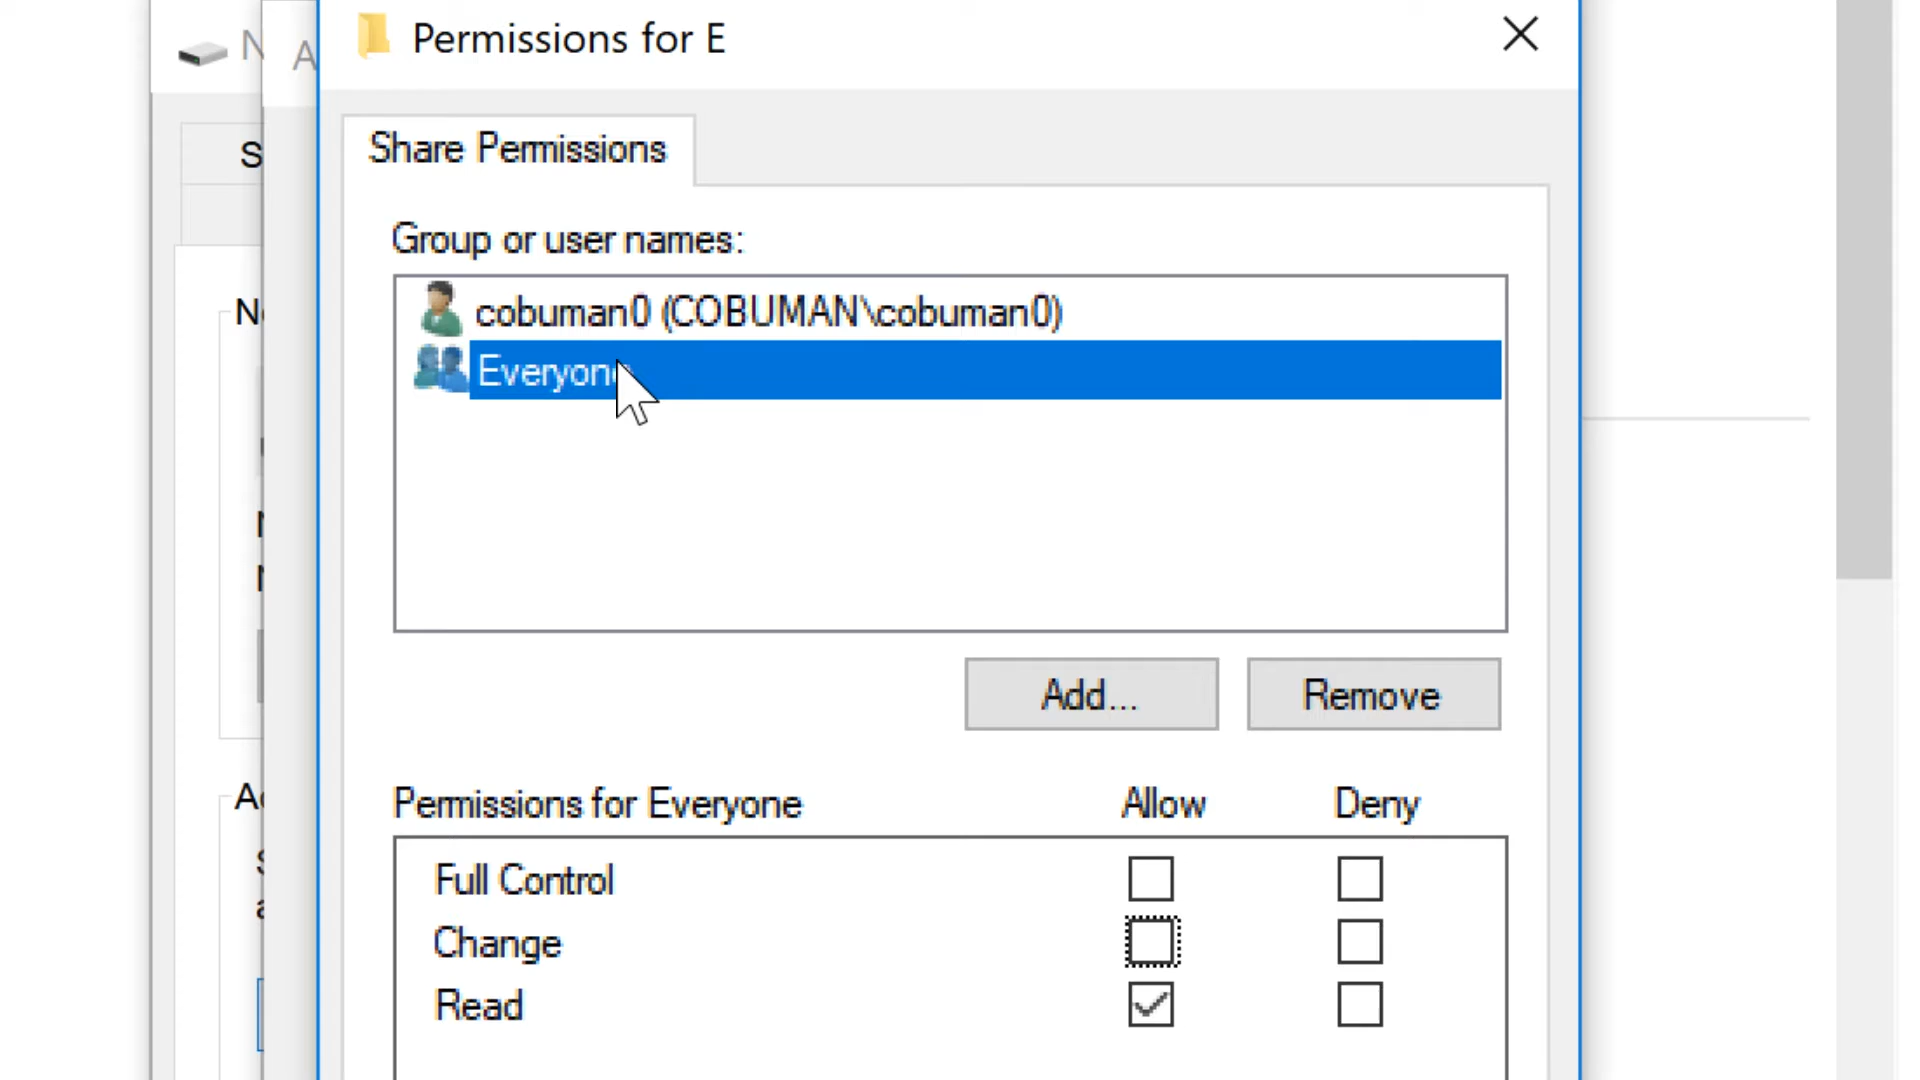 Permissions for E
Share Permissions
Group or user names:
cobuman0 (COBUMAN\cobuman0)
Everyone
Add...
Remove
Permissions for Everyone
Allow
Deny
Full Control
Change
Read